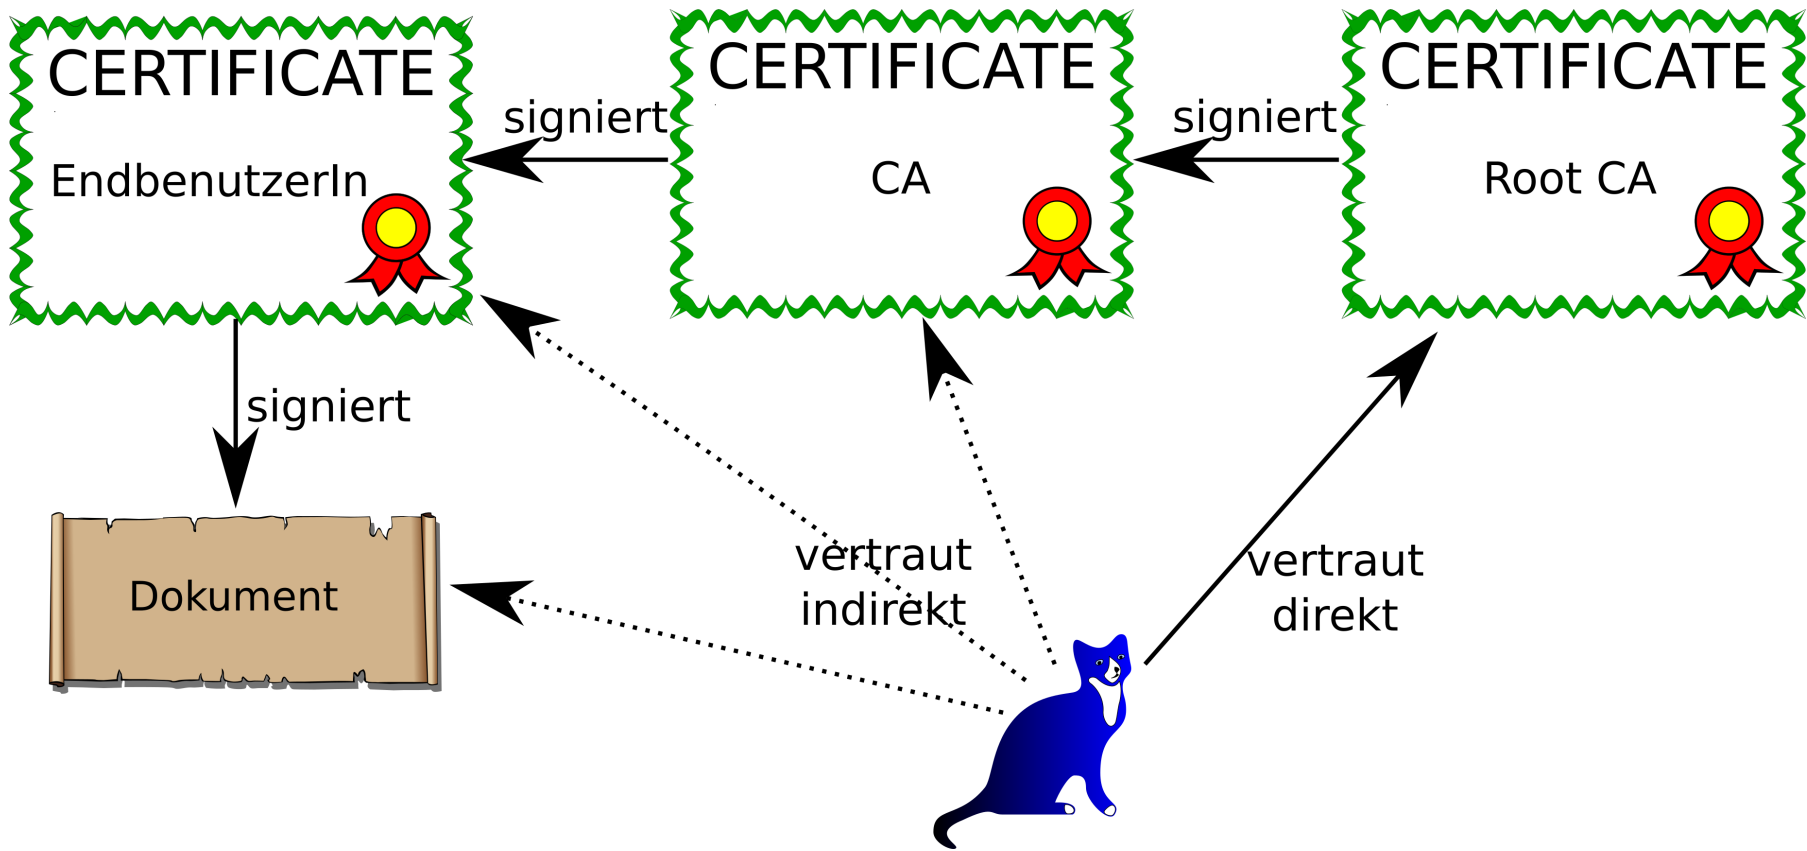 CERTIFICATE
EndbenutzerIn
signiert
CERTIFICATE
CA
signiert
CERTIFICATE
Root CA
signiert
Dokument
vertraut
indirekt
vertraut
direkt